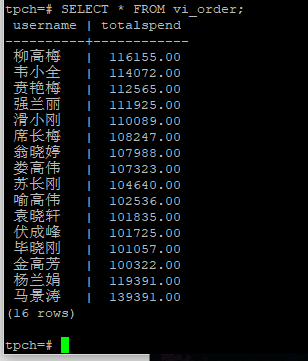 tpch=# SELECT * FROM vi_order;
username | totalspend
----------+------------
柳高梅 | 116155.00
韦小全 | 114072.00
贲艳梅 | 112565.00
强兰丽 | 111925.00
滑小刚 | 110089.00
席长梅 | 108247.00
翁晓婷 | 107988.00
娄高伟 | 107323.00
苏长刚 | 104640.00
喻高伟 | 102536.00
袁晓轩 | 101835.00
伏成峰 | 101725.00
毕晓刚 | 101057.00
金高芳 | 100322.00
杨兰娟 | 119391.00
马景涛 | 139391.00
(16 rows)
tpch=#